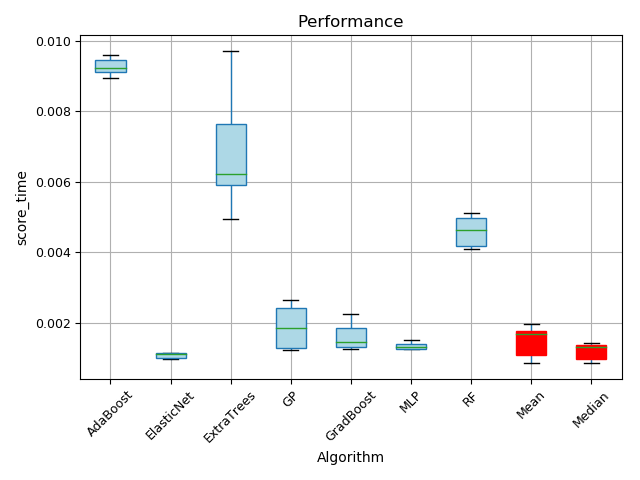 Performance
0.010
0.008
0.006
0.004
0.002
score_time
AdaBoost
ElasticNet
ExtraTrees
GP
GradBoost
MLP
RF
Mean
Median
Algorithm